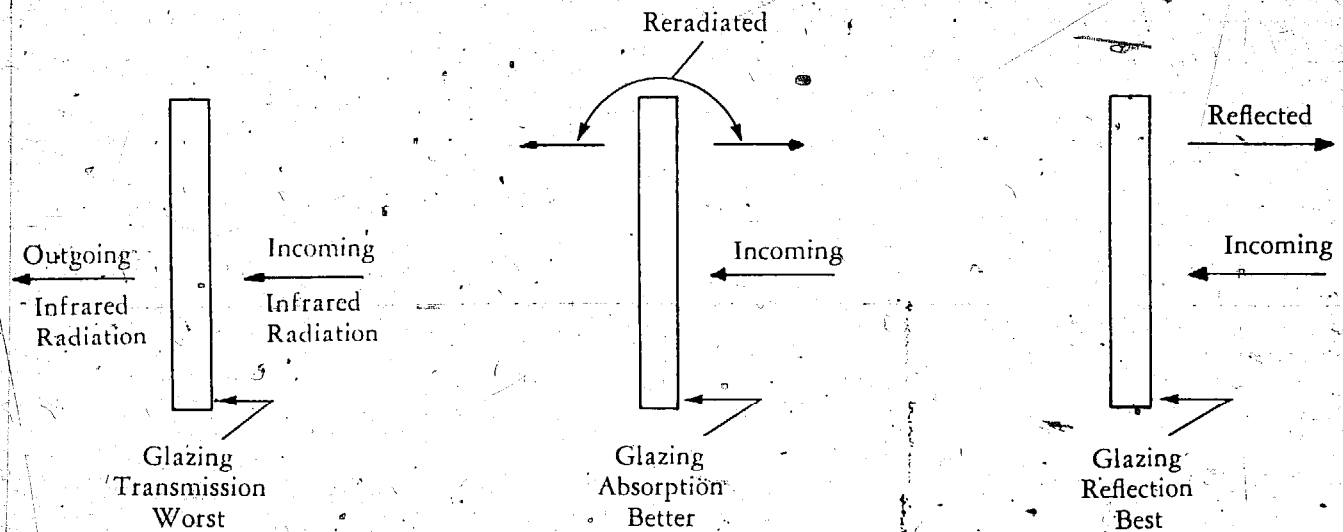 Reradiated
Outgoing
Infrared
Radiation
Incoming
Infrared
Radiation
Glazing
Transmission
Worst
Incoming
Glazing
Absorption
Better
Reflected
Incoming
Glazing
Reflection
Best